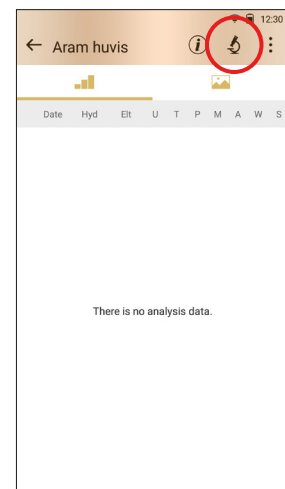 12:30
Aram huvis
Date Hyd Elt U T P M A W S
There is no analysis data.